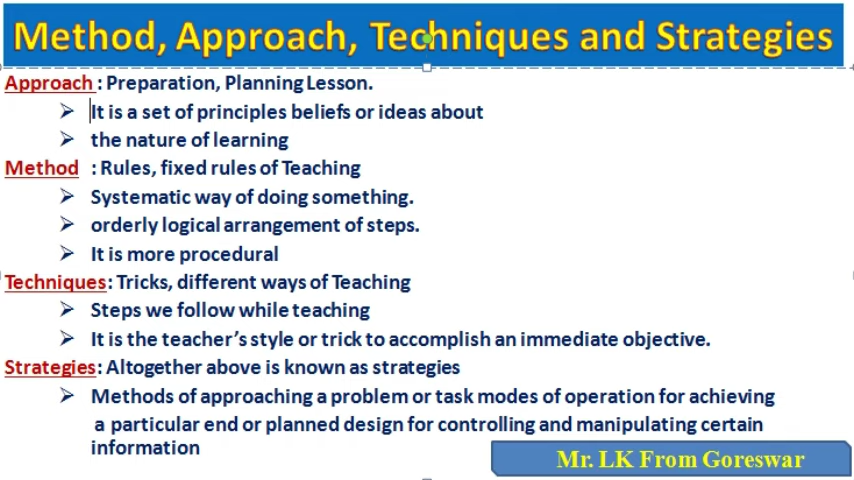 Method, Approach, Techniques and Strategies
Approach : Preparation, Planning Lesson.
➢ It is a set of principles beliefs or ideas about
➢ the nature of learning
Method : Rules, fixed rules of Teaching
➢ Systematic way of doing something.
➢ orderly logical arrangement of steps.
➢ It is more procedural
Techniques: Tricks, different ways of Teaching
➢ Steps we follow while teaching
➢ It is the teacher's style or trick to accomplish an immediate objective.
Strategies: Altogether above is known as strategies
➢ Methods of approaching a problem or task modes of operation for achieving
a particular end or planned design for controlling and manipulating certain
information
Mr. LK From Goreswar